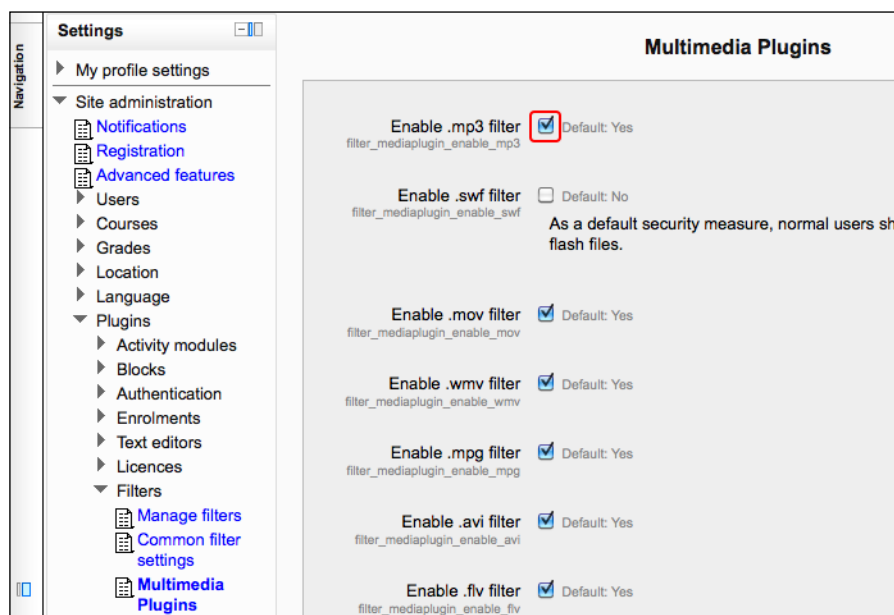 Navigation
Settings
My profile settings
Site administration
Notifications
Registration
Advanced features
Users
Courses
Grades
Location
Language
Plugins
Activity modules
Blocks
Authentication
Enrolments
Text editors
Licences
Filters
Manage filters
Common filter
settings
Multimedia
Plugins
Multimedia Plugins
Enable .mp3 filter Default: Yes
filter_mediaplugin_enable_mp3
Enable .swf filter Default: No
filter_mediaplugin_enable_swf
As a default security measure, normal users sh
flash files.
Enable .mov filter Default: Yes
filter_mediaplugin_enable_mov
Enable .wmv filter Default: Yes
filter_mediaplugin_enable_wmv
Enable .mpg filter Default: Yes
filter_mediaplugin_enable_mpg
Enable .avi filter Default: Yes
filter_mediaplugin_enable_avi
Enable .flv filter Default: Yes
filter_mediaplugin_enable_flv